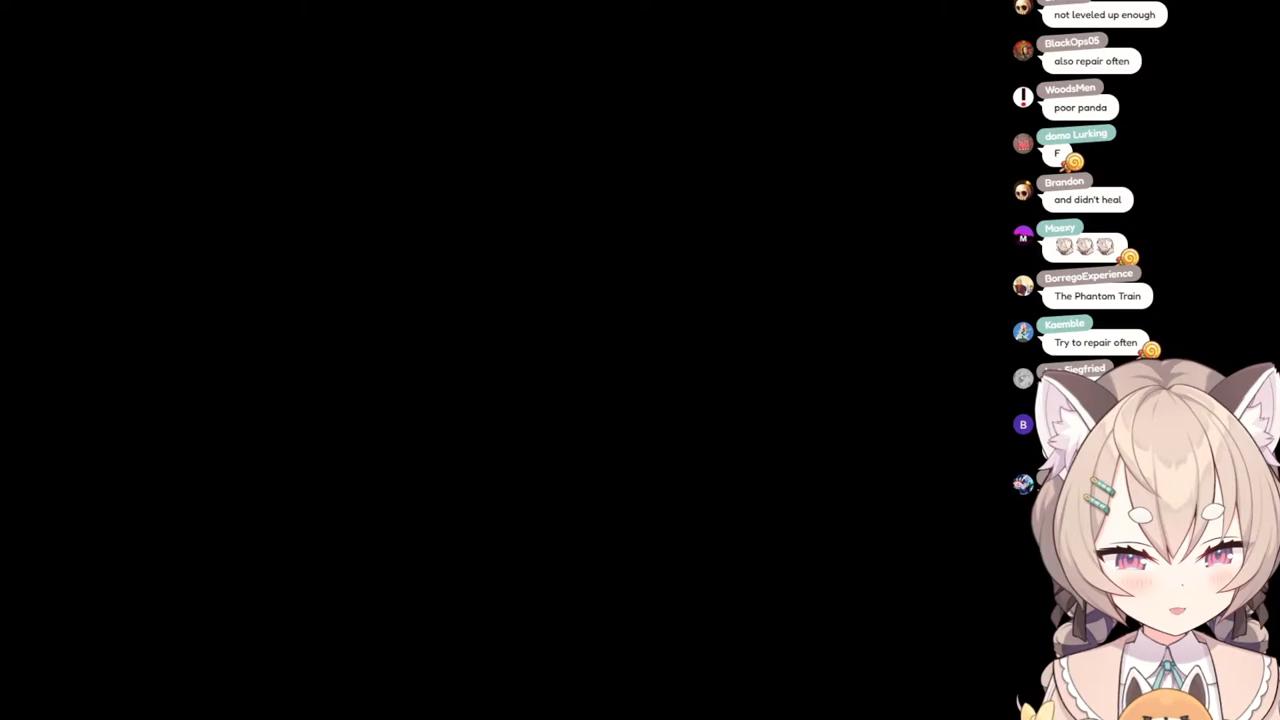 not leveled up enough
BlackOps05
also repair often
WoodsMen
poor panda
domo Lurking
F
Brandon
and didn't heal
Maexy
M
BorregoExperience
The Phantom Train
Kaemble
Try to repair often
Siegfried
B